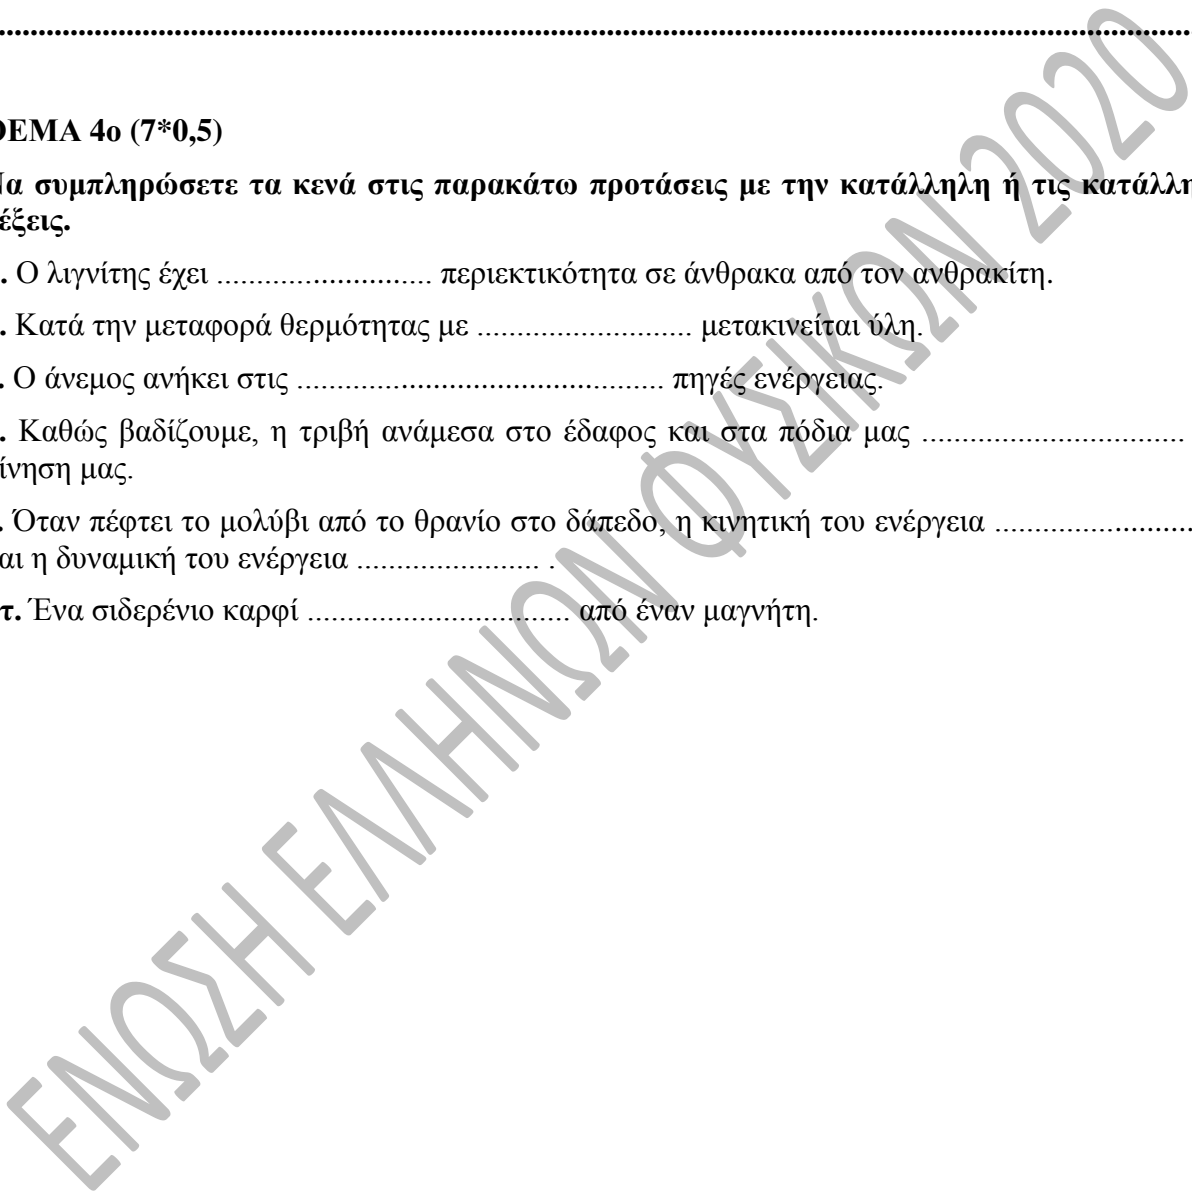 ..........................................................................................................................................................
ΘΕΜΑ 4ο (7*0,5)
Να συμπληρώσετε τα κενά στις παρακάτω προτάσεις με την κατάλληλη ή τις κατάλλη
έξεις.
. Ο λιγνίτης έχει ............................ περιεκτικότητα σε άνθρακα από τον ανθρακίτη.
. Κατά την μεταφορά θερμότητας με ............................ μετακινείται ύλη.
. Ο άνεμος ανήκει στις ................................................ πηγές ενέργειας.
. Καθώς βαδίζουμε, η τριβή ανάμεσα στο έδαφος και στα πόδια μας ..................................
ίνηση μας.
. Όταν πέφτει το μολύβι από το θρανίο στο δάπεδο, η κινητική του ενέργεια ..........................
αι η δυναμική του ενέργεια ........................ .
τ. Ένα σιδερένιο καρφί .................................. από έναν μαγνήτη.
ΕΝΩΣΗ ΕΛΛΗΝΩΝ ΦΥΣΙΚΩΝ 2020